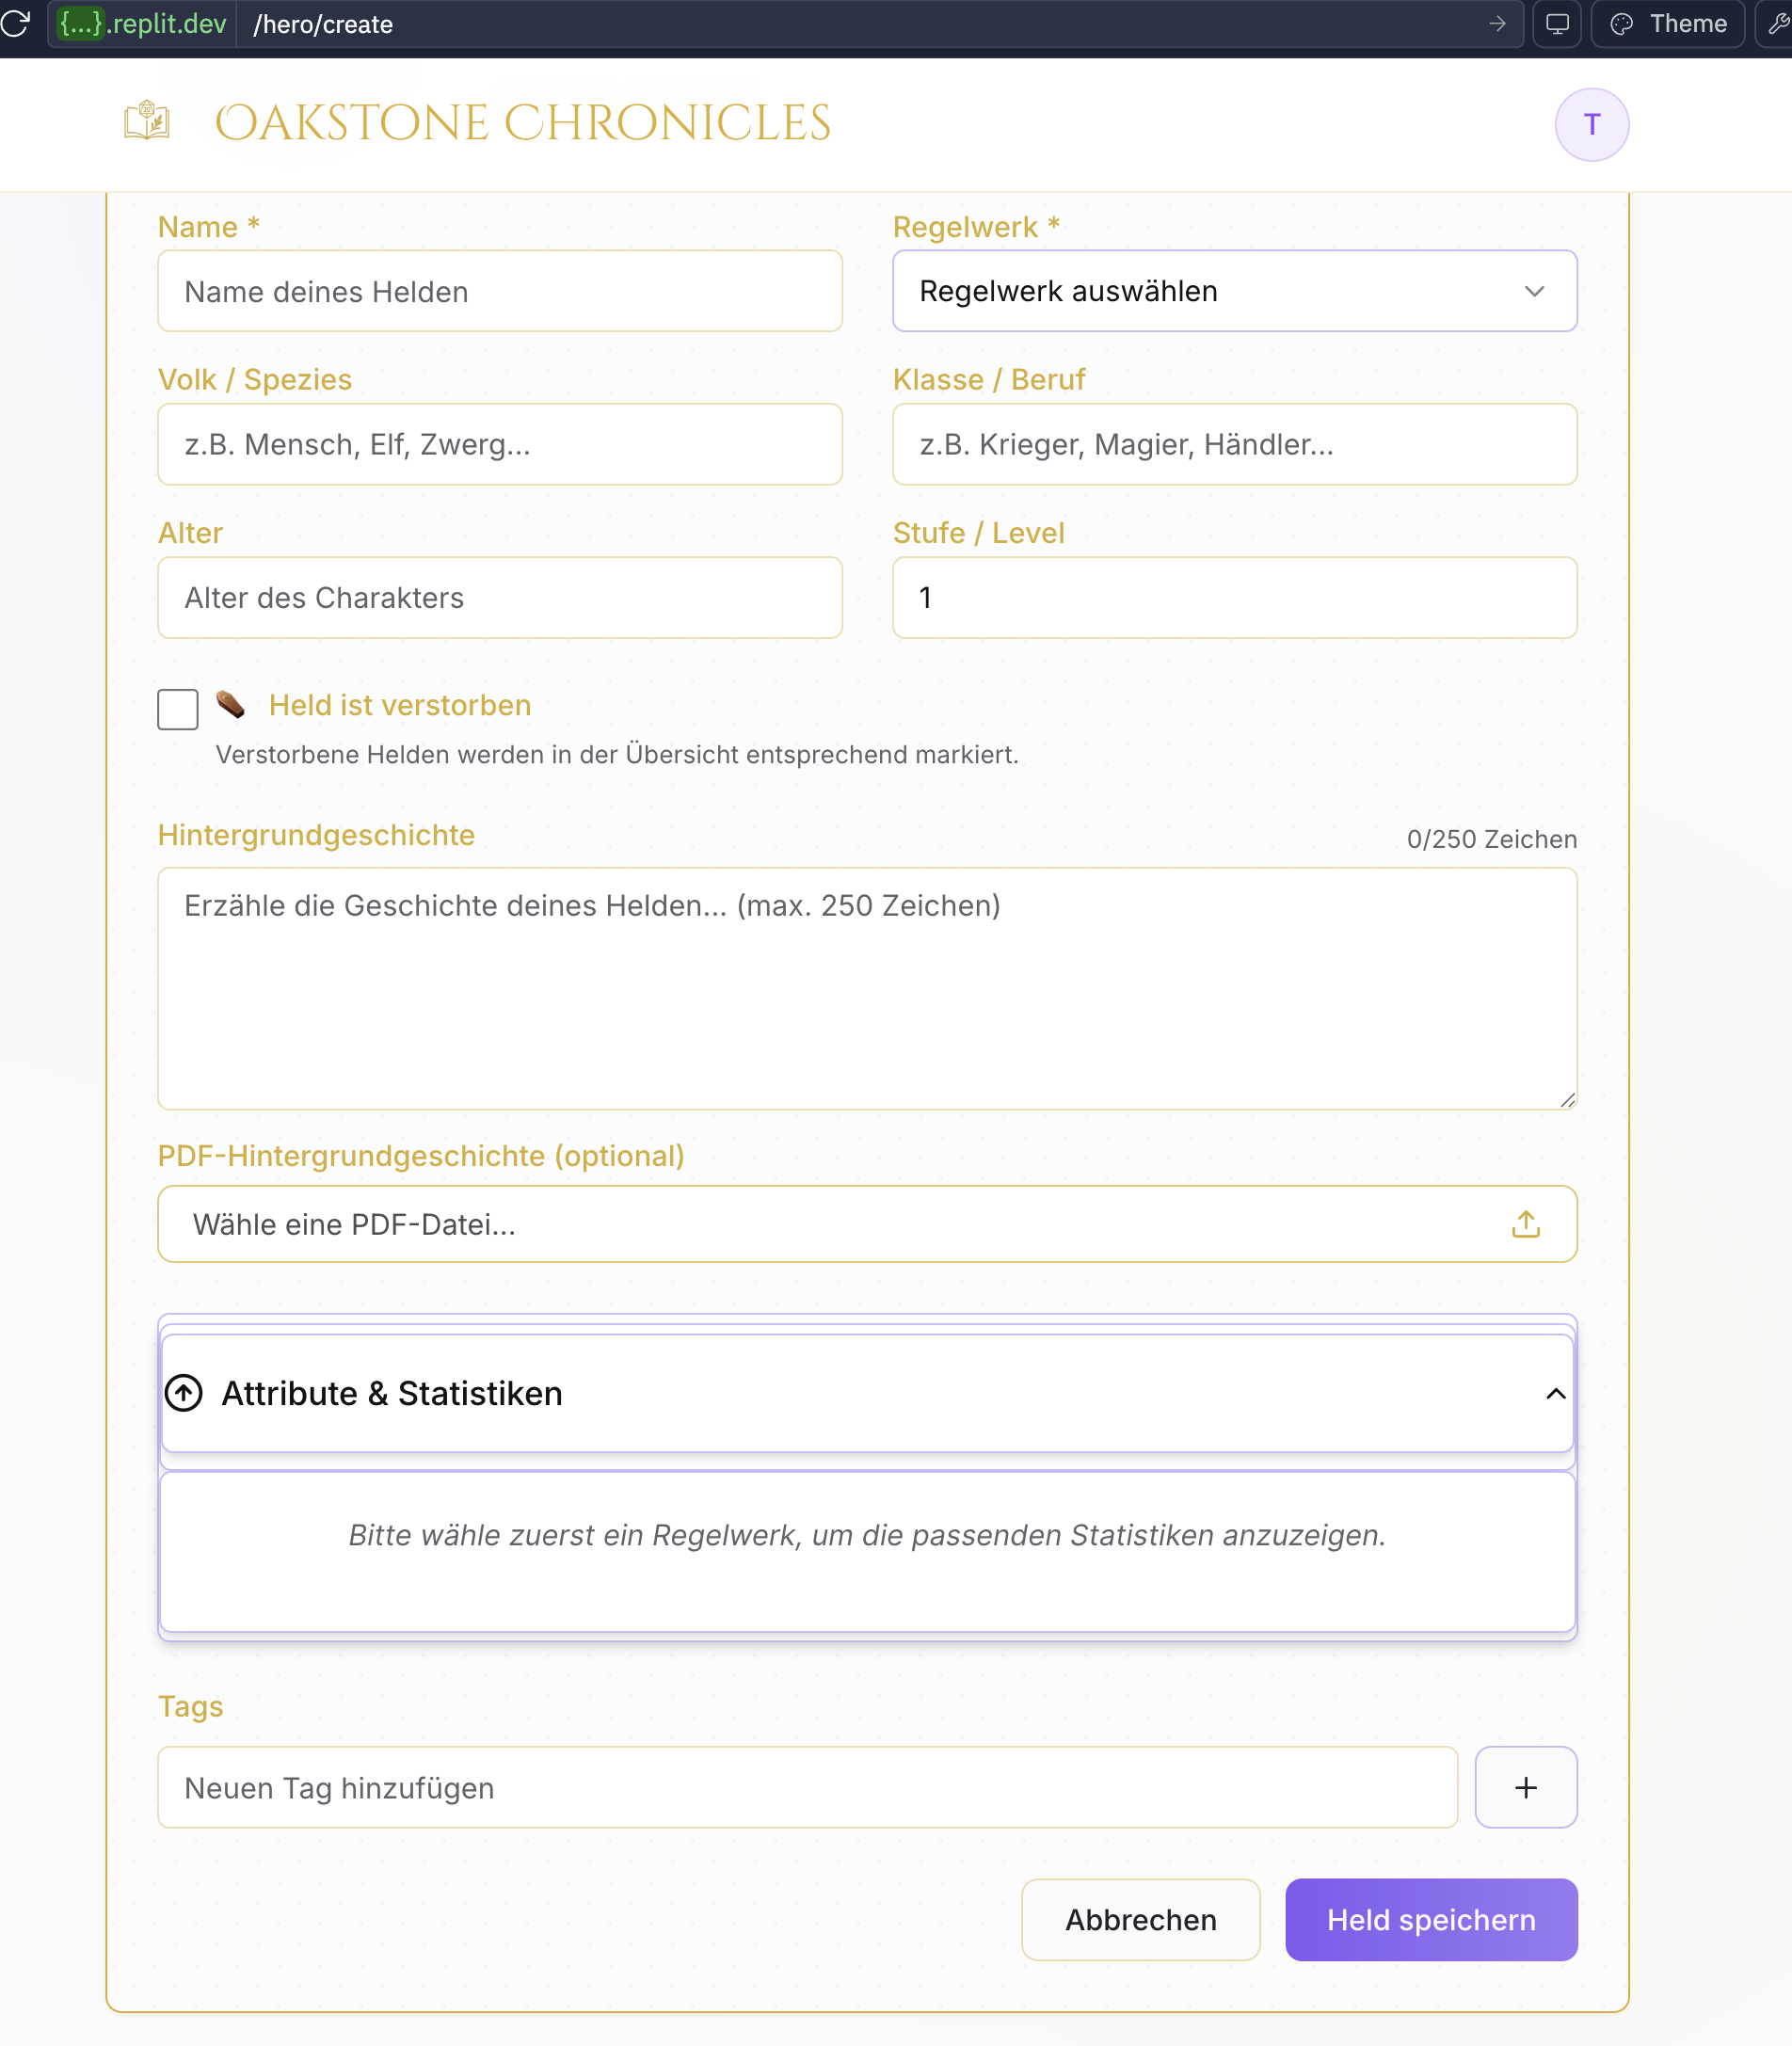 {...}.replit.dev /hero/create Theme
OAKSTONE CHRONICLES T
Name * Regelwerk *
Name deines Helden Regelwerk auswählen
Volk / Spezies Klasse / Beruf
z.B. Mensch, Elf, Zwerg... z.B. Krieger, Magier, Händler...
Alter Stufe / Level
Alter des Charakters 1
Held ist verstorben
Verstorbene Helden werden in der Übersicht entsprechend markiert.
Hintergrundgeschichte 0/250 Zeichen
Erzähle die Geschichte deines Helden... (max. 250 Zeichen)
PDF-Hintergrundgeschichte (optional)
Wähle eine PDF-Datei...
Attribute & Statistiken
Bitte wähle zuerst ein Regelwerk, um die passenden Statistiken anzuzeigen.
Tags
Neuen Tag hinzufügen +
Abbrechen Held speichern